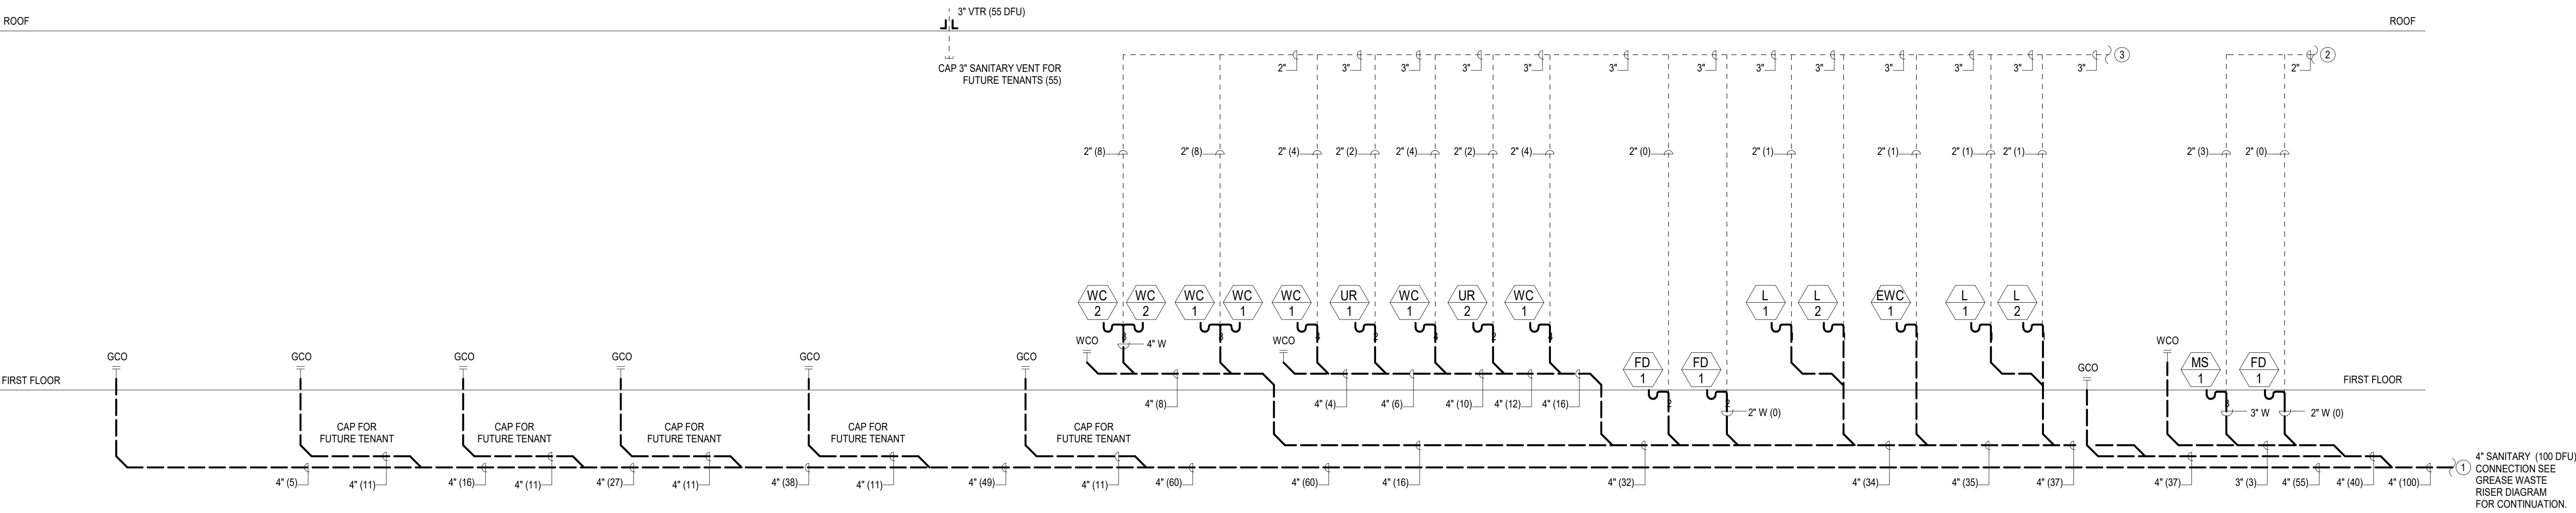 ROOF
3" VTR (55 DFU)
ROOF
CAP 3" SANITARY VENT FOR
FUTURE TENANTS (55)
2"
3"
3"
3"
3"
3"
3"
3"
3"
3"
3"
3"
3"
3
2"
2
2" (8)
2" (8)
2" (4)
2" (2)
2" (4)
2" (2)
2" (4)
2" (0)
2" (1)
2" (1)
2" (1)
2" (1)
2" (3)
2" (0)
WC
2
WC
2
WC
1
WC
1
WC
1
UR
1
WC
1
UR
2
WC
1
L
1
L
2
EWC
1
L
1
L
2
WCO
4" W
WCO
WCO
GCO
GCO
GCO
GCO
GCO
GCO
FD
1
FD
1
GCO
MS
1
FD
1
FIRST FLOOR
FIRST FLOOR
4" (8)
4" (4)
4" (6)
4" (10)
4" (12)
4" (16)
2" W (0)
3" W
2" W (0)
CAP FOR
FUTURE TENANT
CAP FOR
FUTURE TENANT
CAP FOR
FUTURE TENANT
CAP FOR
FUTURE TENANT
CAP FOR
FUTURE TENANT
4" (5)
4" (11)
4" (16)
4" (11)
4" (27)
4" (11)
4" (38)
4" (11)
4" (49)
4" (11)
4" (60)
4" (60)
4" (16)
4" (32)
4" (34)
4" (35)
4" (37)
4" (37)
3" (3)
4" (55)
4" (40)
4" (100)
1
4" SANITARY (100 DFU)
CONNECTION SEE
GREASE WASTE
RISER DIAGRAM
FOR CONTINUATION.